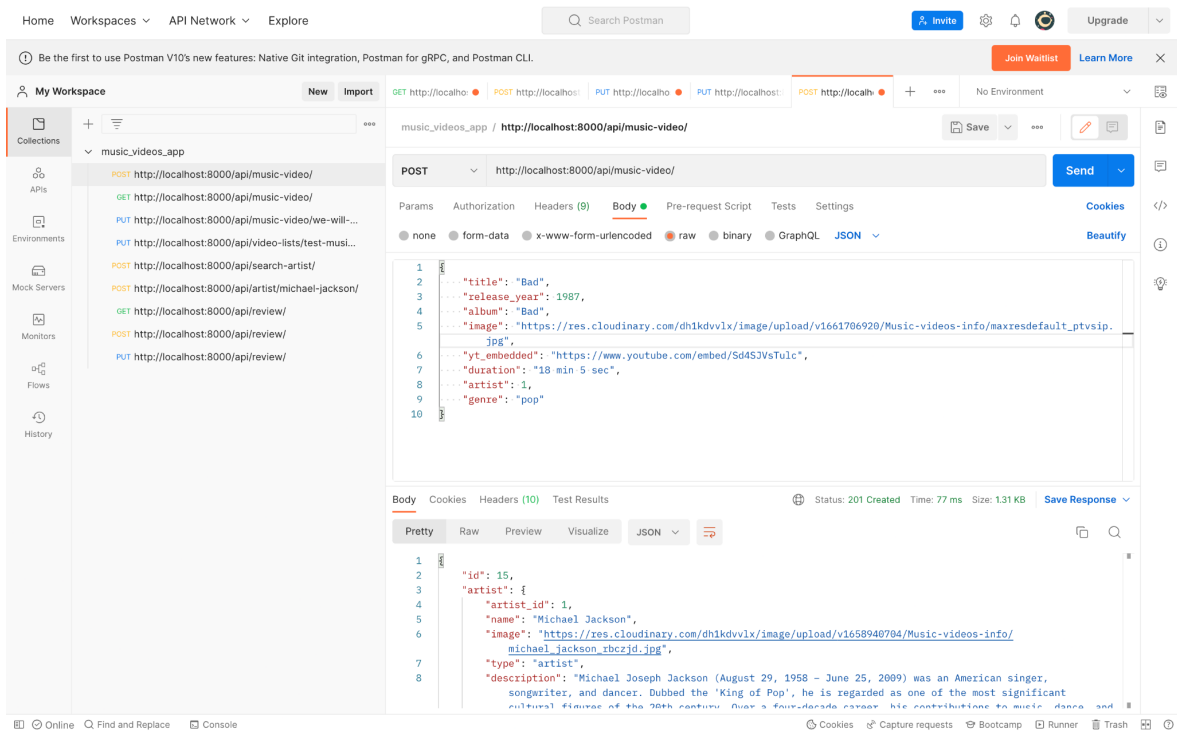 Home Workspaces API Network Explore Search Postman Invite Upgrade
Be the first to use Postman V10's new features: Native Git integration, Postman for gRPC, and Postman CLI. Join Waitlist Learn More
My Workspace New Import
GET http://localho POST http://localhost PUT http://localho PUT http://localhost: POST http://localh No Environment
Collections
APIs
Environments
Mock Servers
Monitors
Flows
History
music_videos_app
POST http://localhost:8000/api/music-video/
GET http://localhost:8000/api/music-video/
PUT http://localhost:8000/api/music-video/we-will-...
PUT http://localhost:8000/api/video-lists/test-musi...
POST http://localhost:8000/api/search-artist/
POST http://localhost:8000/api/artist/michael-jackson/
GET http://localhost:8000/api/review/
POST http://localhost:8000/api/review/
PUT http://localhost:8000/api/review/
music_videos_app / http://localhost:8000/api/music-video/ Save
POST http://localhost:8000/api/music-video/ Send
Params Authorization Headers (9) Body Pre-request Script Tests Settings Cookies
none form-data x-www-form-urlencoded raw binary GraphQL JSON Beautify
1 {
2 "title": "Bad",
3 "release_year": 1987,
4 "album": "Bad",
5 "image": "https://res.cloudinary.com/dh1kdvvlx/image/upload/v1661706920/Music-videos-info/maxresdefault_ptvsip.
jpg",
6 "yt_embedded": "https://www.youtube.com/embed/Sd4SJVsTulc",
7 "duration": "18 min 5 sec",
8 "artist": 1,
9 "genre": "pop"
10 }
Body Cookies Headers (10) Test Results Status: 201 Created Time: 77 ms Size: 1.31 KB Save Response
Pretty Raw Preview Visualize JSON
1 {
2 "id": 15,
3 "artist": {
4 "artist_id": 1,
5 "name": "Michael Jackson",
6 "image": "https://res.cloudinary.com/dh1kdvvlx/image/upload/v1658940704/Music-videos-info/
michael_jackson_rbczjd.jpg",
7 "type": "artist",
8 "description": "Michael Joseph Jackson (August 29, 1958 – June 25, 2009) was an American singer,
songwriter, and dancer. Dubbed the 'King of Pop', he is regarded as one of the most significant
cultural figures of the 20th century. Over a four-decade career, his contributions to music, dance, and
Online Find and Replace Console Cookies Capture requests Bootcamp Runner Trash